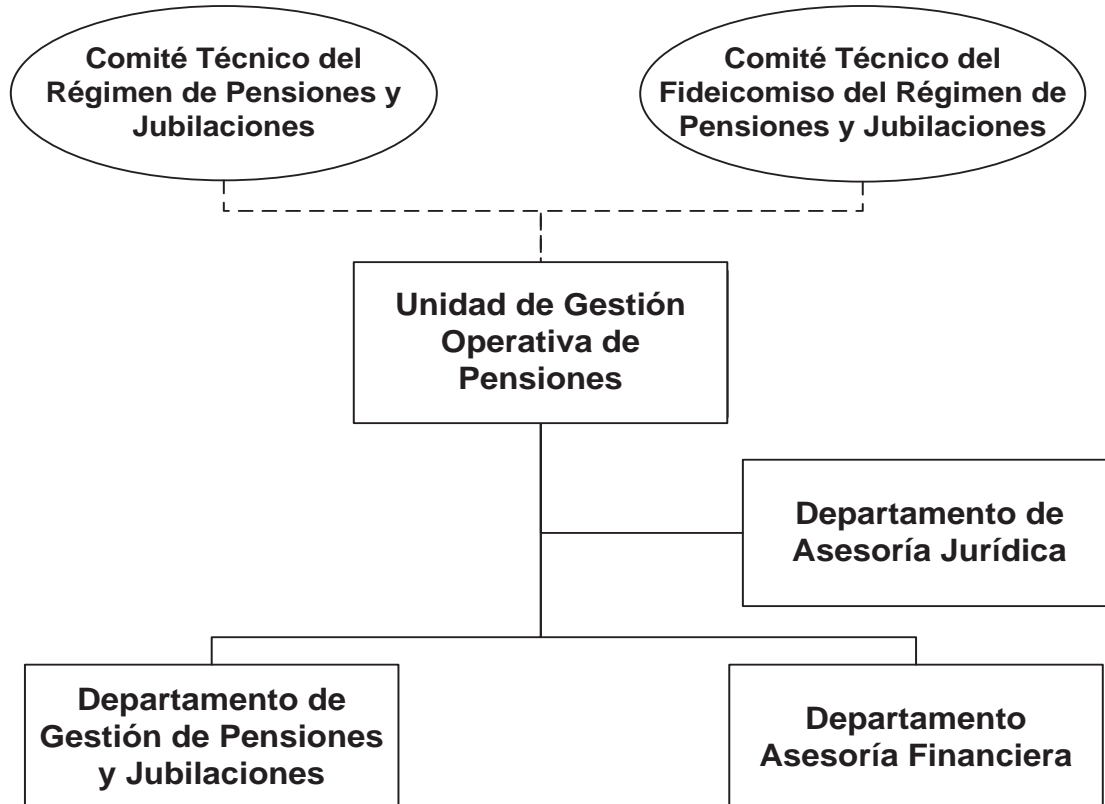 Comité Técnico del
Régimen de Pensiones y
Jubilaciones
Comité Técnico del
Fideicomiso del Régimen de
Pensiones y Jubilaciones
Unidad de Gestión
Operativa de
Pensiones
Departamento de
Asesoría Jurídica
Departamento de
Gestión de Pensiones
y Jubilaciones
Departamento
Asesoría Financiera